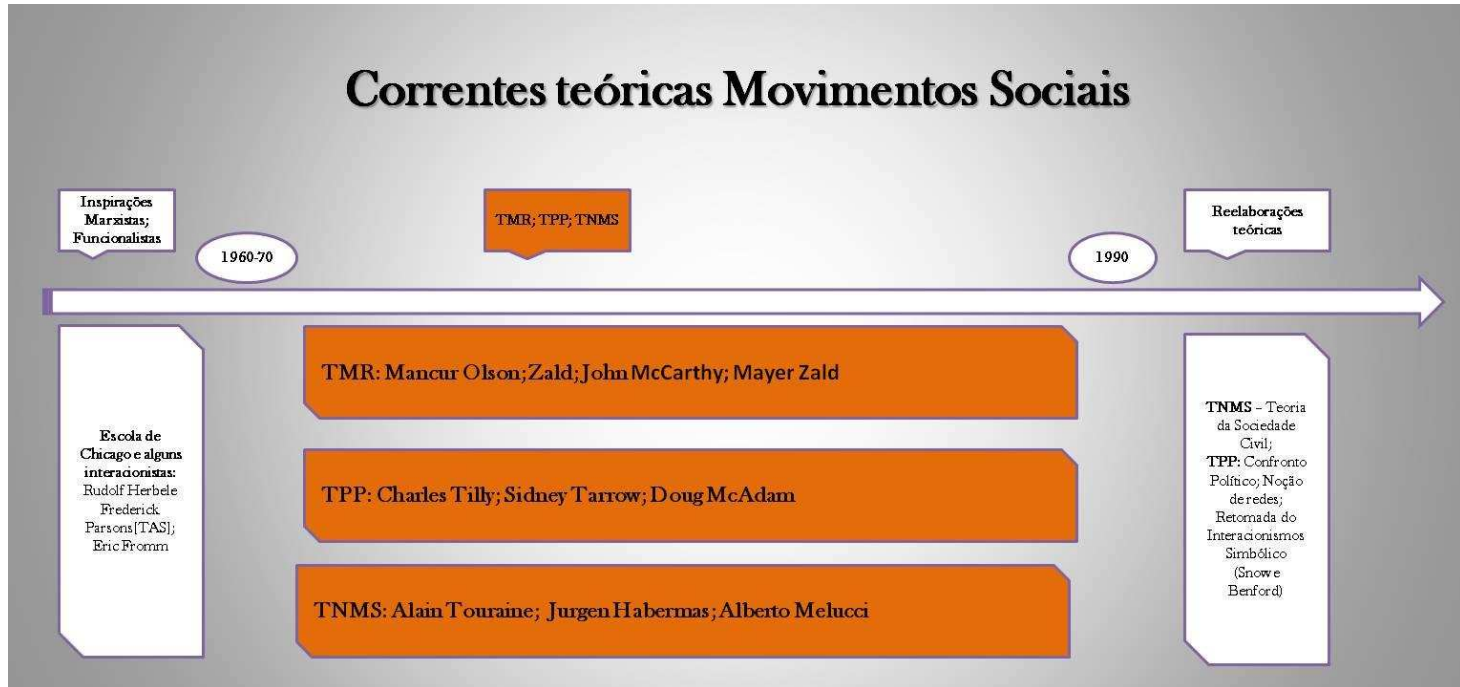 Correntes teóricas Movimentos Sociais
Inspirações
Marxistas;
Funcionalistas
TMR; TPP; TNMS
Reelaborações
teóricas
1960-70
1990
TMR: Mancur Olson;Zald;John McCarthy; Mayer Zald
TPP: Charles Tilly; Sidney Tarrow; Doug McAdam
TNMS: Alain Touraine; Jurgen Habermas; Alberto Melucci
Escola de
Chicago e alguns
interacionistas:
Rudolf Herbele
Frederick
Parsons[TAS];
Eric Fromm
TNMS – Teoria
da Sociedade
Civil;
TPP: Confronto
Político; Noção
de redes;
Retomada do
Interacionismos
Simbólico
(Snow e
Benford)